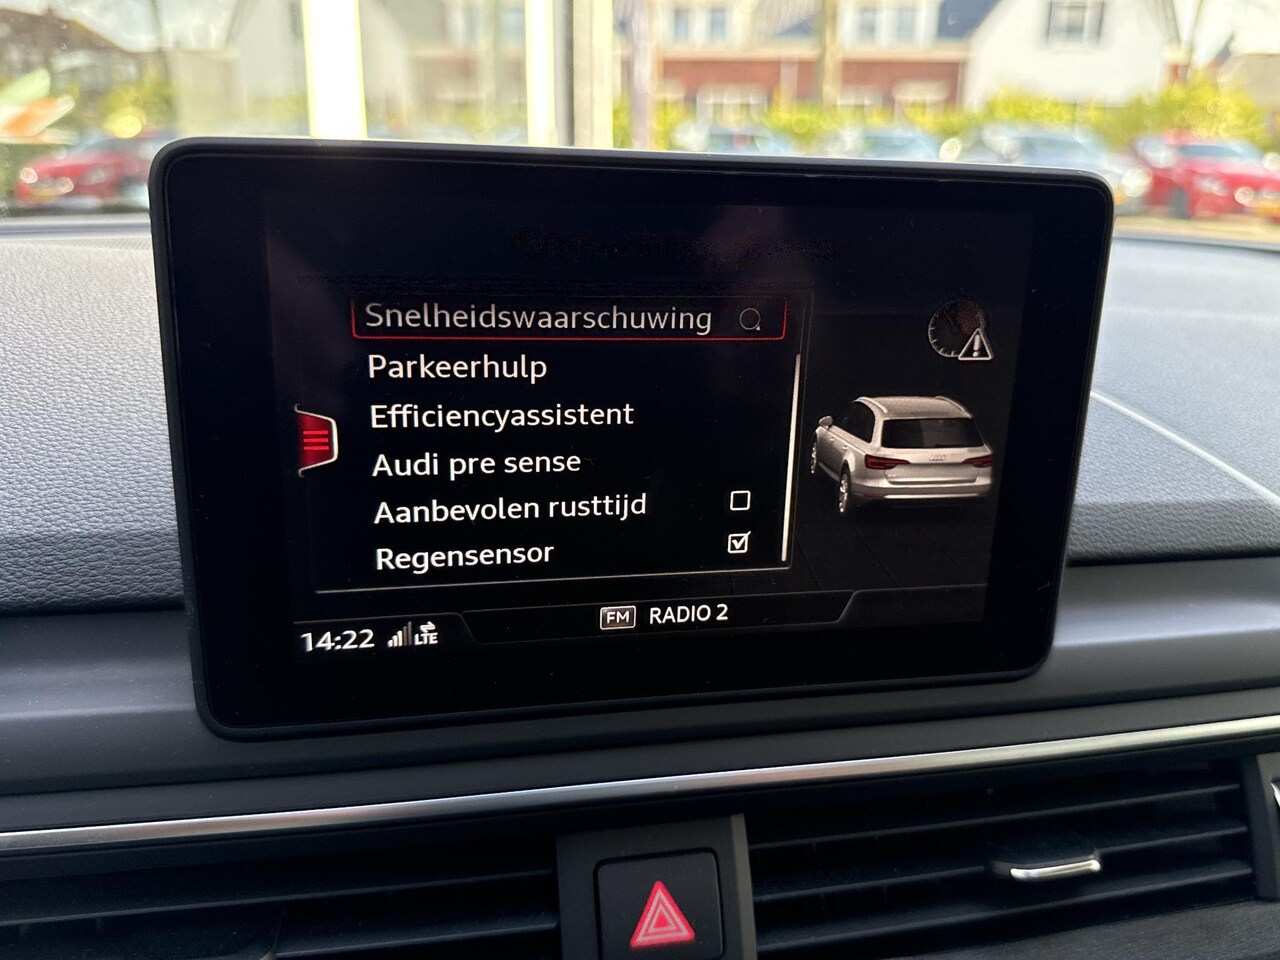 Snelheidswaarschuwing
Parkeerhulp
Efficiencyassistent
Audi pre sense
Aanbevolen rusttijd
Regensensor
FM RADIO 2
14:22 LTE